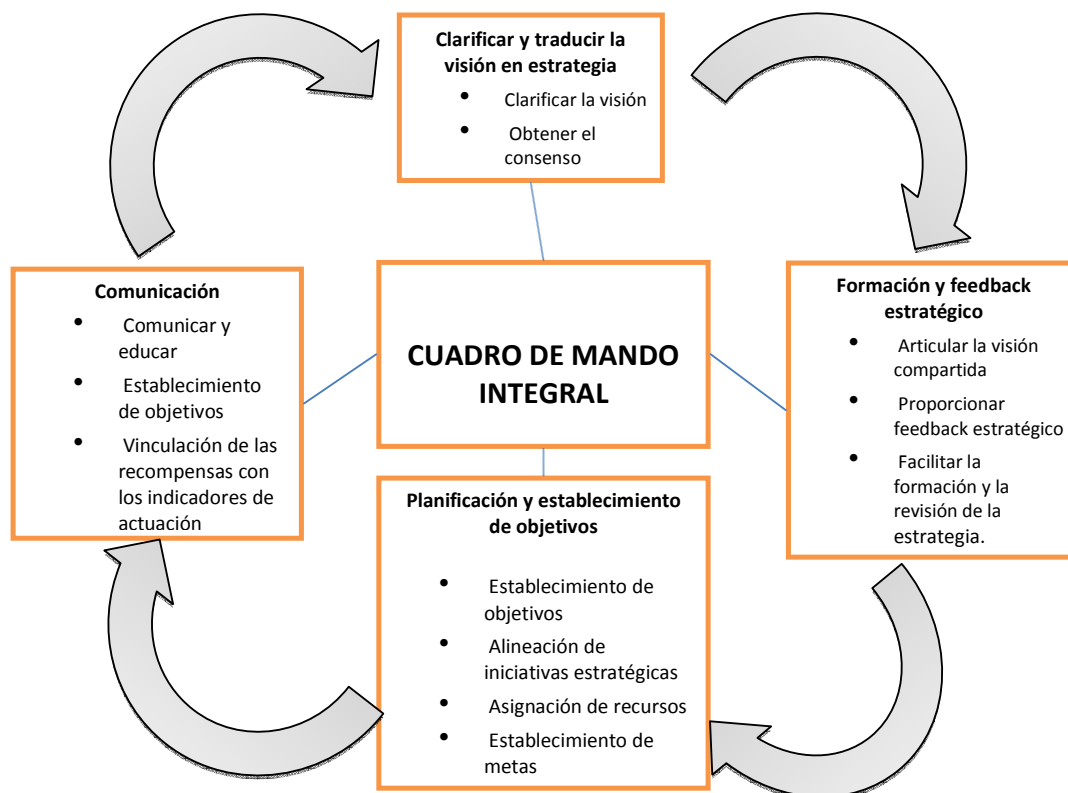 Clarificar y traducir la
visión en estrategia
• Clarificar la visión
• Obtener el
consenso
Comunicación
• Comunicar y
educar
• Establecimiento
de objetivos
• Vinculación de las
recompensas con
los indicadores de
actuación
CUADRO DE MANDO
INTEGRAL
Formación y feedback
estratégico
• Articular la visión
compartida
• Proporcionar
feedback estratégico
• Facilitar la
formación y la
revisión de la
estrategia.
Planificación y establecimiento
de objetivos
• Establecimiento de
objetivos
• Alineación de
iniciativas estratégicas
• Asignación de recursos
• Establecimiento de
metas